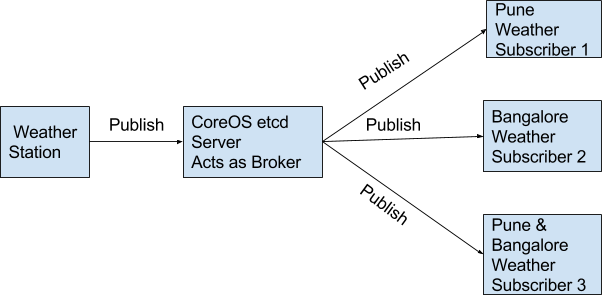 Weather
Station
Publish
CoreOS etcd
Server
Acts as Broker
Publish
Publish
Publish
Pune
Weather
Subscriber 1
Bangalore
Weather
Subscriber 2
Pune &
Bangalore
Weather
Subscriber 3